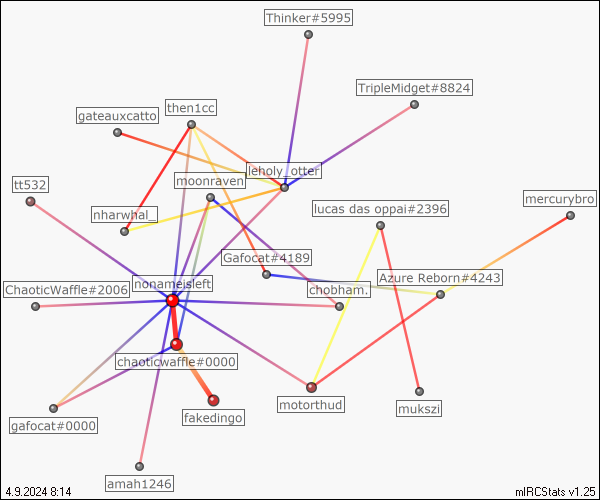 Thinker#5995
TripleMidget#8824
then1cc
gateauxcatto
leholy_otter
moonraven
tt532
mercurybro
lucas das oppai#2396
nharwhal_
Gafocat#4189
Azure Reborn#4243
nonameisleft
ChaoticWaffle#2006
chobham.
chaoticwaffle#0000
motorthud
mukszi
fakedingo
gafocat#0000
amah1246
4.9.2024 8:14
mIRCStats v1.25